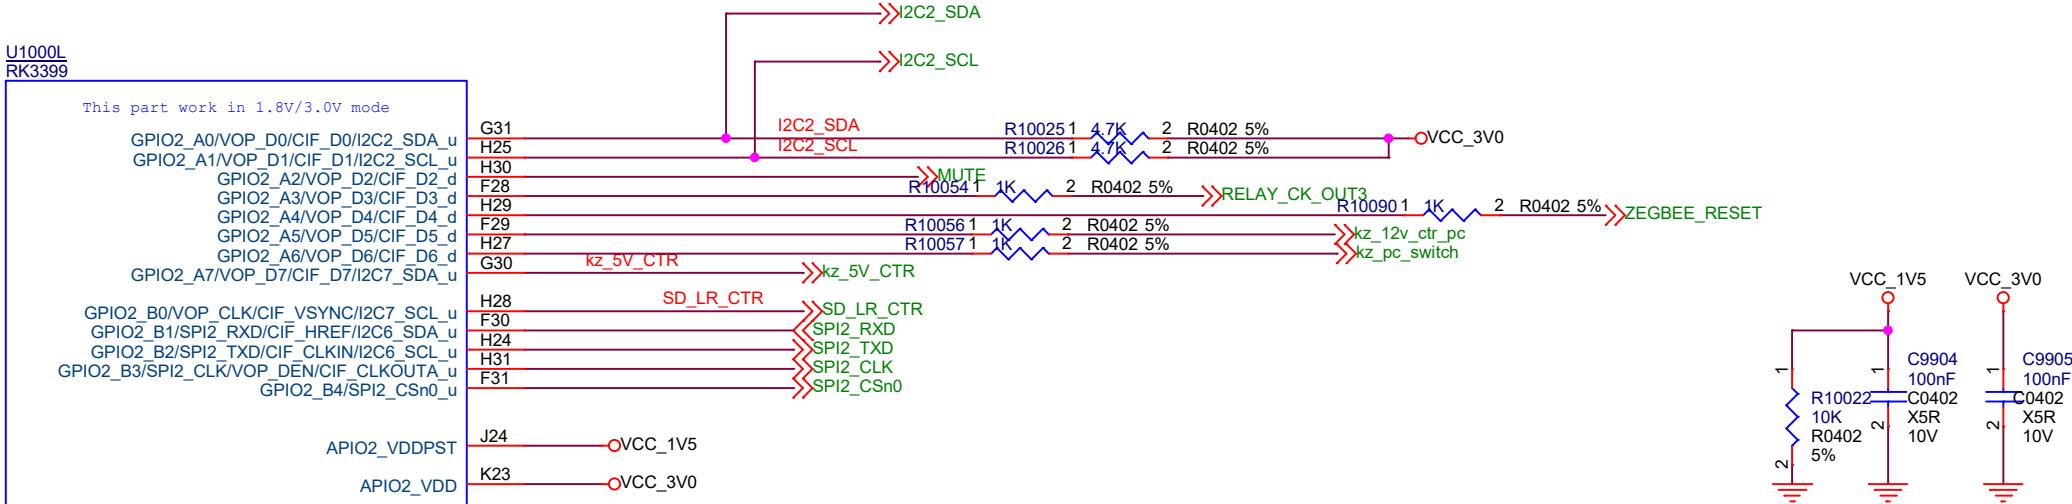 I2C2_SDA
I2C2_SCL
U1000L
RK3399
This part work in 1.8V/3.0V mode
GPIO2_A0/VOP_D0/CIF_D0/I2C2_SDA_u G31 I2C2_SDA R10025 1 4.7K 2 R0402 5% VCC_3V0
GPIO2_A1/VOP_D1/CIF_D1/I2C2_SCL_u H25 I2C2_SCL R10026 1 4.7K 2 R0402 5%
GPIO2_A2/VOP_D2/CIF_D2_d H30 MUTE
GPIO2_A3/VOP_D3/CIF_D3_d F28 R10054 1 1K 2 R0402 5% RELAY_CK_OUT3
GPIO2_A4/VOP_D4/CIF_D4_d H29 R10090 1 1K 2 R0402 5% ZEGBEE_RESET
GPIO2_A5/VOP_D5/CIF_D5_d F29 R10056 1 1K 2 R0402 5% kz_12v_ctr_pc
GPIO2_A6/VOP_D6/CIF_D6_d H27 R10057 1 1K 2 R0402 5% kz_pc_switch
GPIO2_A7/VOP_D7/CIF_D7/I2C7_SDA_u G30 kz_5V_CTR kz_5V_CTR
GPIO2_B0/VOP_CLK/CIF_VSYNC/I2C7_SCL_u H28 SD_LR_CTR SD_LR_CTR
GPIO2_B1/SPI2_RXD/CIF_HREF/I2C6_SDA_u F30 SPI2_RXD
GPIO2_B2/SPI2_TXD/CIF_CLKIN/I2C6_SCL_u H24 SPI2_TXD
GPIO2_B3/SPI2_CLK/VOP_DEN/CIF_CLKOUTA_u H31 SPI2_CLK
GPIO2_B4/SPI2_CSn0_u F31 SPI2_CSn0
APIO2_VDDPST J24 VCC_1V5
APIO2_VDD K23 VCC_3V0
VCC_1V5 VCC_3V0
1
R10022
10K
R0402
5%
2
1
C9904
100nF
C0402
X5R
10V
2
1
C9905
100nF
C0402
X5R
10V
2